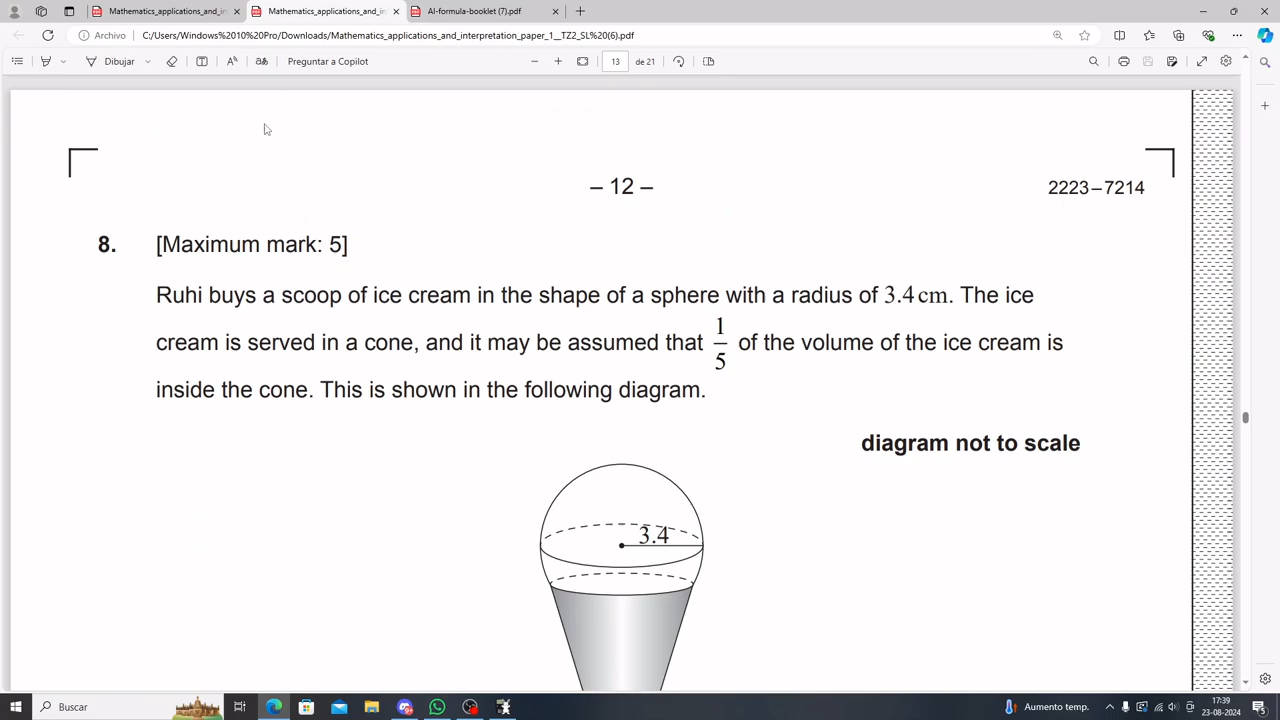 Mathematics_applications_and_in
Mathematics_applications_and_in
AI-formula-booklet (7).pdf
Archivo C:/Users/Windows%2010%20Pro/Downloads/Mathematics_applications_and_interpretation_paper_1__TZ2_SL%20(6).pdf
Dibujar Preguntar a Copilot 13 de 21
– 12 – 2223–7214
8. [Maximum mark: 5]
Ruhi buys a scoop of ice cream in the shape of a sphere with a radius of 3.4 cm. The ice
cream is served in a cone, and it may be assumed that 1/5 of the volume of the ice cream is
inside the cone. This is shown in the following diagram.
diagram not to scale
3.4
Buscar
Aumento temp.
17:39
23-08-2024